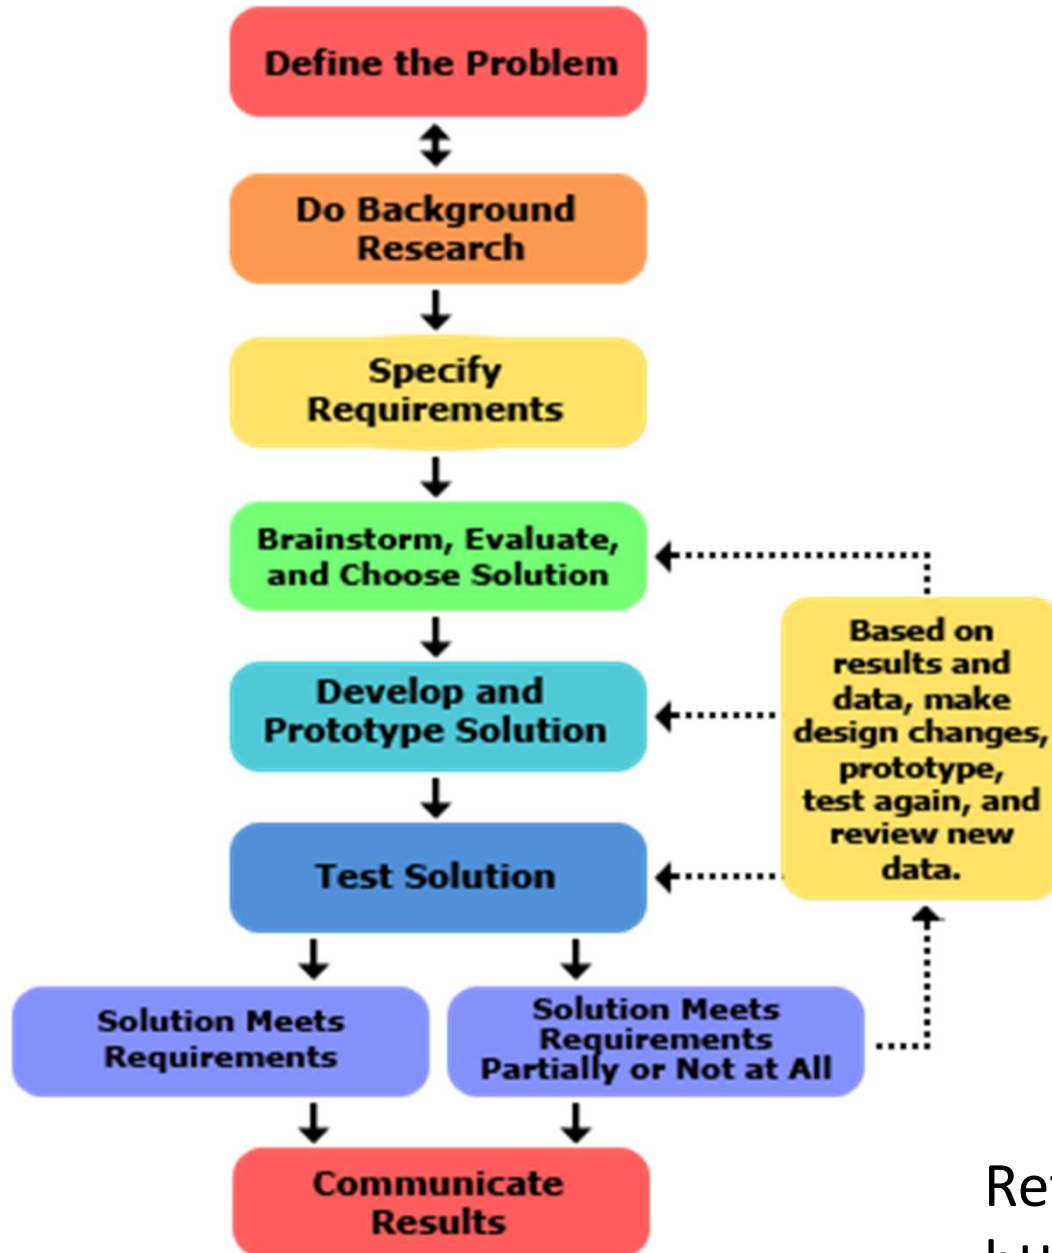 Define the Problem
Do Background
Research
Specify
Requirements
Brainstorm, Evaluate,
and Choose Solution
Develop and
Prototype Solution
Based on
results and
data, make
design changes,
prototype,
test again, and
review new
data.
Test Solution
Solution Meets
Requirements
Solution Meets
Requirements
Partially or Not at All
Communicate
Results